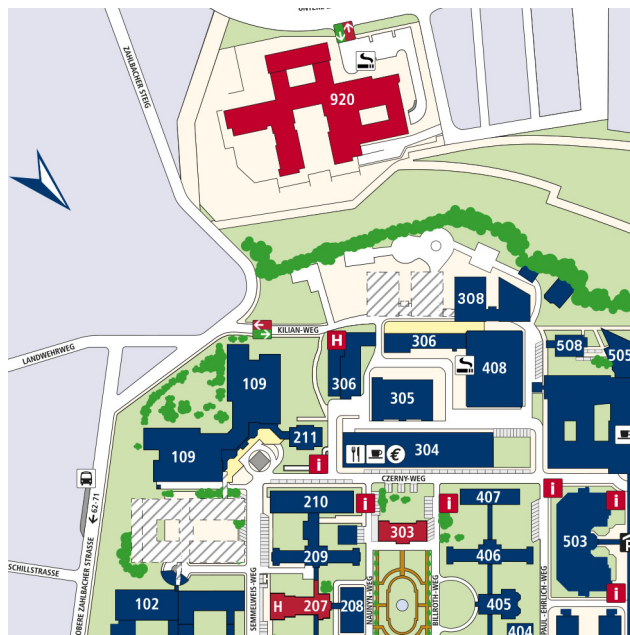 ZAHLBACHER STEIG
920
308
KILIAN-WEG
H
306
306
408
508
505
LANDWEHRWEG
109
305
211
109
304
€
i
CZERNY-WEG
210
i
303
i
407
i
i
← 62-71
209
406
503
P
SCHILLSTRASSE
OBERE ZAHLBACHER STRASSE
102
SEMMELWEIS-WEG
H
207
208
NAUNYN-WEG
BILLROTH-WEG
405
404
PAUL-EHRLICH-WEG
i